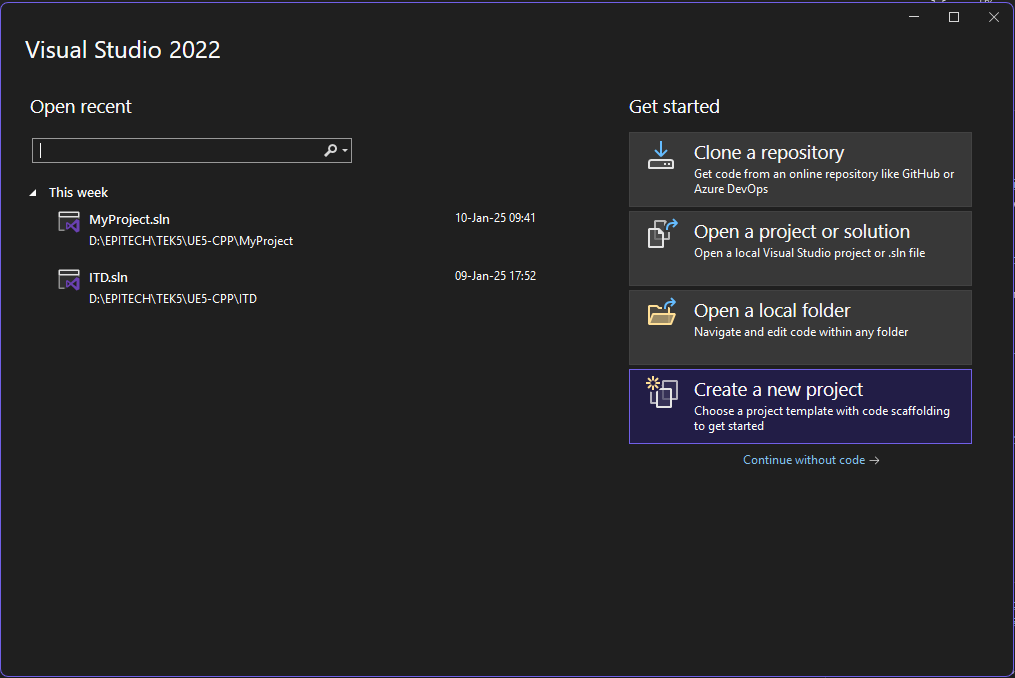 Visual Studio 2022
Open recent
This week
MyProject.sln 10-Jan-25 09:41
D:\EPITECH\TEK5\UE5-CPP\MyProject
ITD.sln 09-Jan-25 17:52
D:\EPITECH\TEK5\UE5-CPP\ITD
Get started
Clone a repository
Get code from an online repository like GitHub or
Azure DevOps
Open a project or solution
Open a local Visual Studio project or .sln file
Open a local folder
Navigate and edit code within any folder
Create a new project
Choose a project template with code scaffolding
to get started
Continue without code →